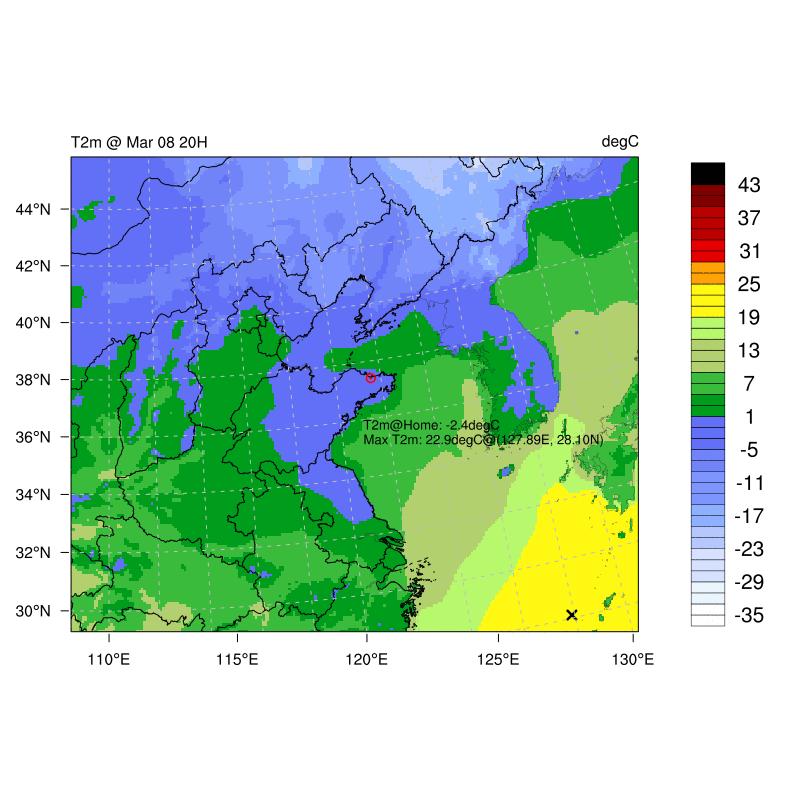 T2m @ Mar 08 20H
degC
44°N
42°N
40°N
38°N
36°N
34°N
32°N
30°N
110°E
115°E
120°E
125°E
130°E
T2m@Home: -2.4degC
Max T2m: 22.9degC@(127.89E, 28.10N)
43
37
31
25
19
13
7
1
-5
-11
-17
-23
-29
-35